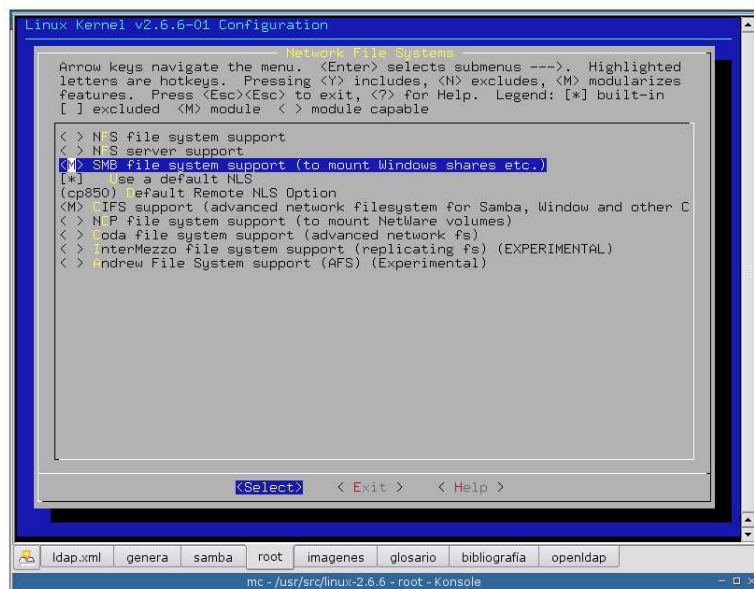 Linux Kernel v2.6.6-01 Configuration
Network File Systems
Arrow keys navigate the menu.  <Enter> selects submenus --->.  Highlighted
letters are hotkeys.  Pressing <Y> includes, <N> excludes, <M> modularizes
features.  Press <Esc><Esc> to exit, <?> for Help.  Legend: [*] built-in
[ ] excluded  <M> module  < > module capable
< > NFS file system support
< > NFS server support
<M> SMB file system support (to mount Windows shares etc.)
[*]   Use a default NLS
(cp850) Default Remote NLS Option
<M> CIFS support (advanced network filesystem for Samba, Window and other C
< > NCP file system support (to mount NetWare volumes)
< > Coda file system support (advanced network fs)
< > InterMezzo file system support (replicating fs) (EXPERIMENTAL)
< > Andrew File System support (AFS) (Experimental)
<Select>    < Exit >    < Help >
ldap.xml genera samba root imagenes glosario bibliografía openldap
mc - /usr/src/linux-2.6.6 - root - Konsole